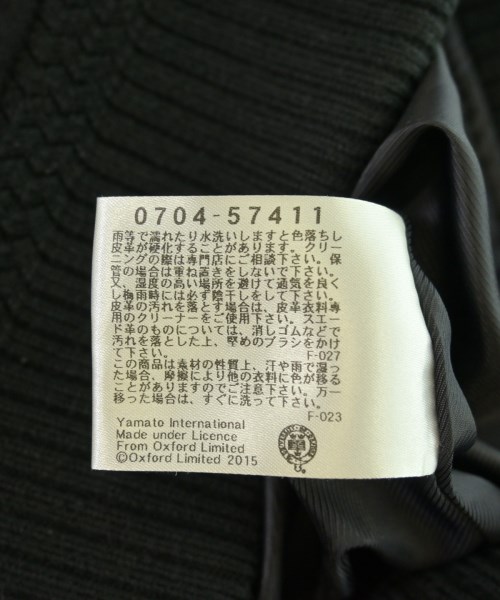 0704-57411
雨等で濡れたり水洗いしますと色落ちし
皮革が硬化することがあります。クリー
ニングの際は専門店にご相談下さい。保
管の場合は重ね置きをしないで下さい。
又、湿度の高い場所を避けて通気を良く
し梅雨時には必ず陰干しをして下さい。
皮革の汚れを落とす場合は、皮革衣料専
用のクリーナーをご使用下さい。スエー
ド革のものについては、消しゴムなどで
汚れを落とした上、堅めのブラシをかけ
て下さい。 F-027
この商品は素材の性質上、汗や雨で湿っ
た場合、摩擦により他の衣料に色が移る
ことがありますのでご注意下さい。万一
移った場合は、すぐに洗って下さい。
F-023
Yamato International
Made under Licence
From Oxford Limited
©Oxford Limited 2015